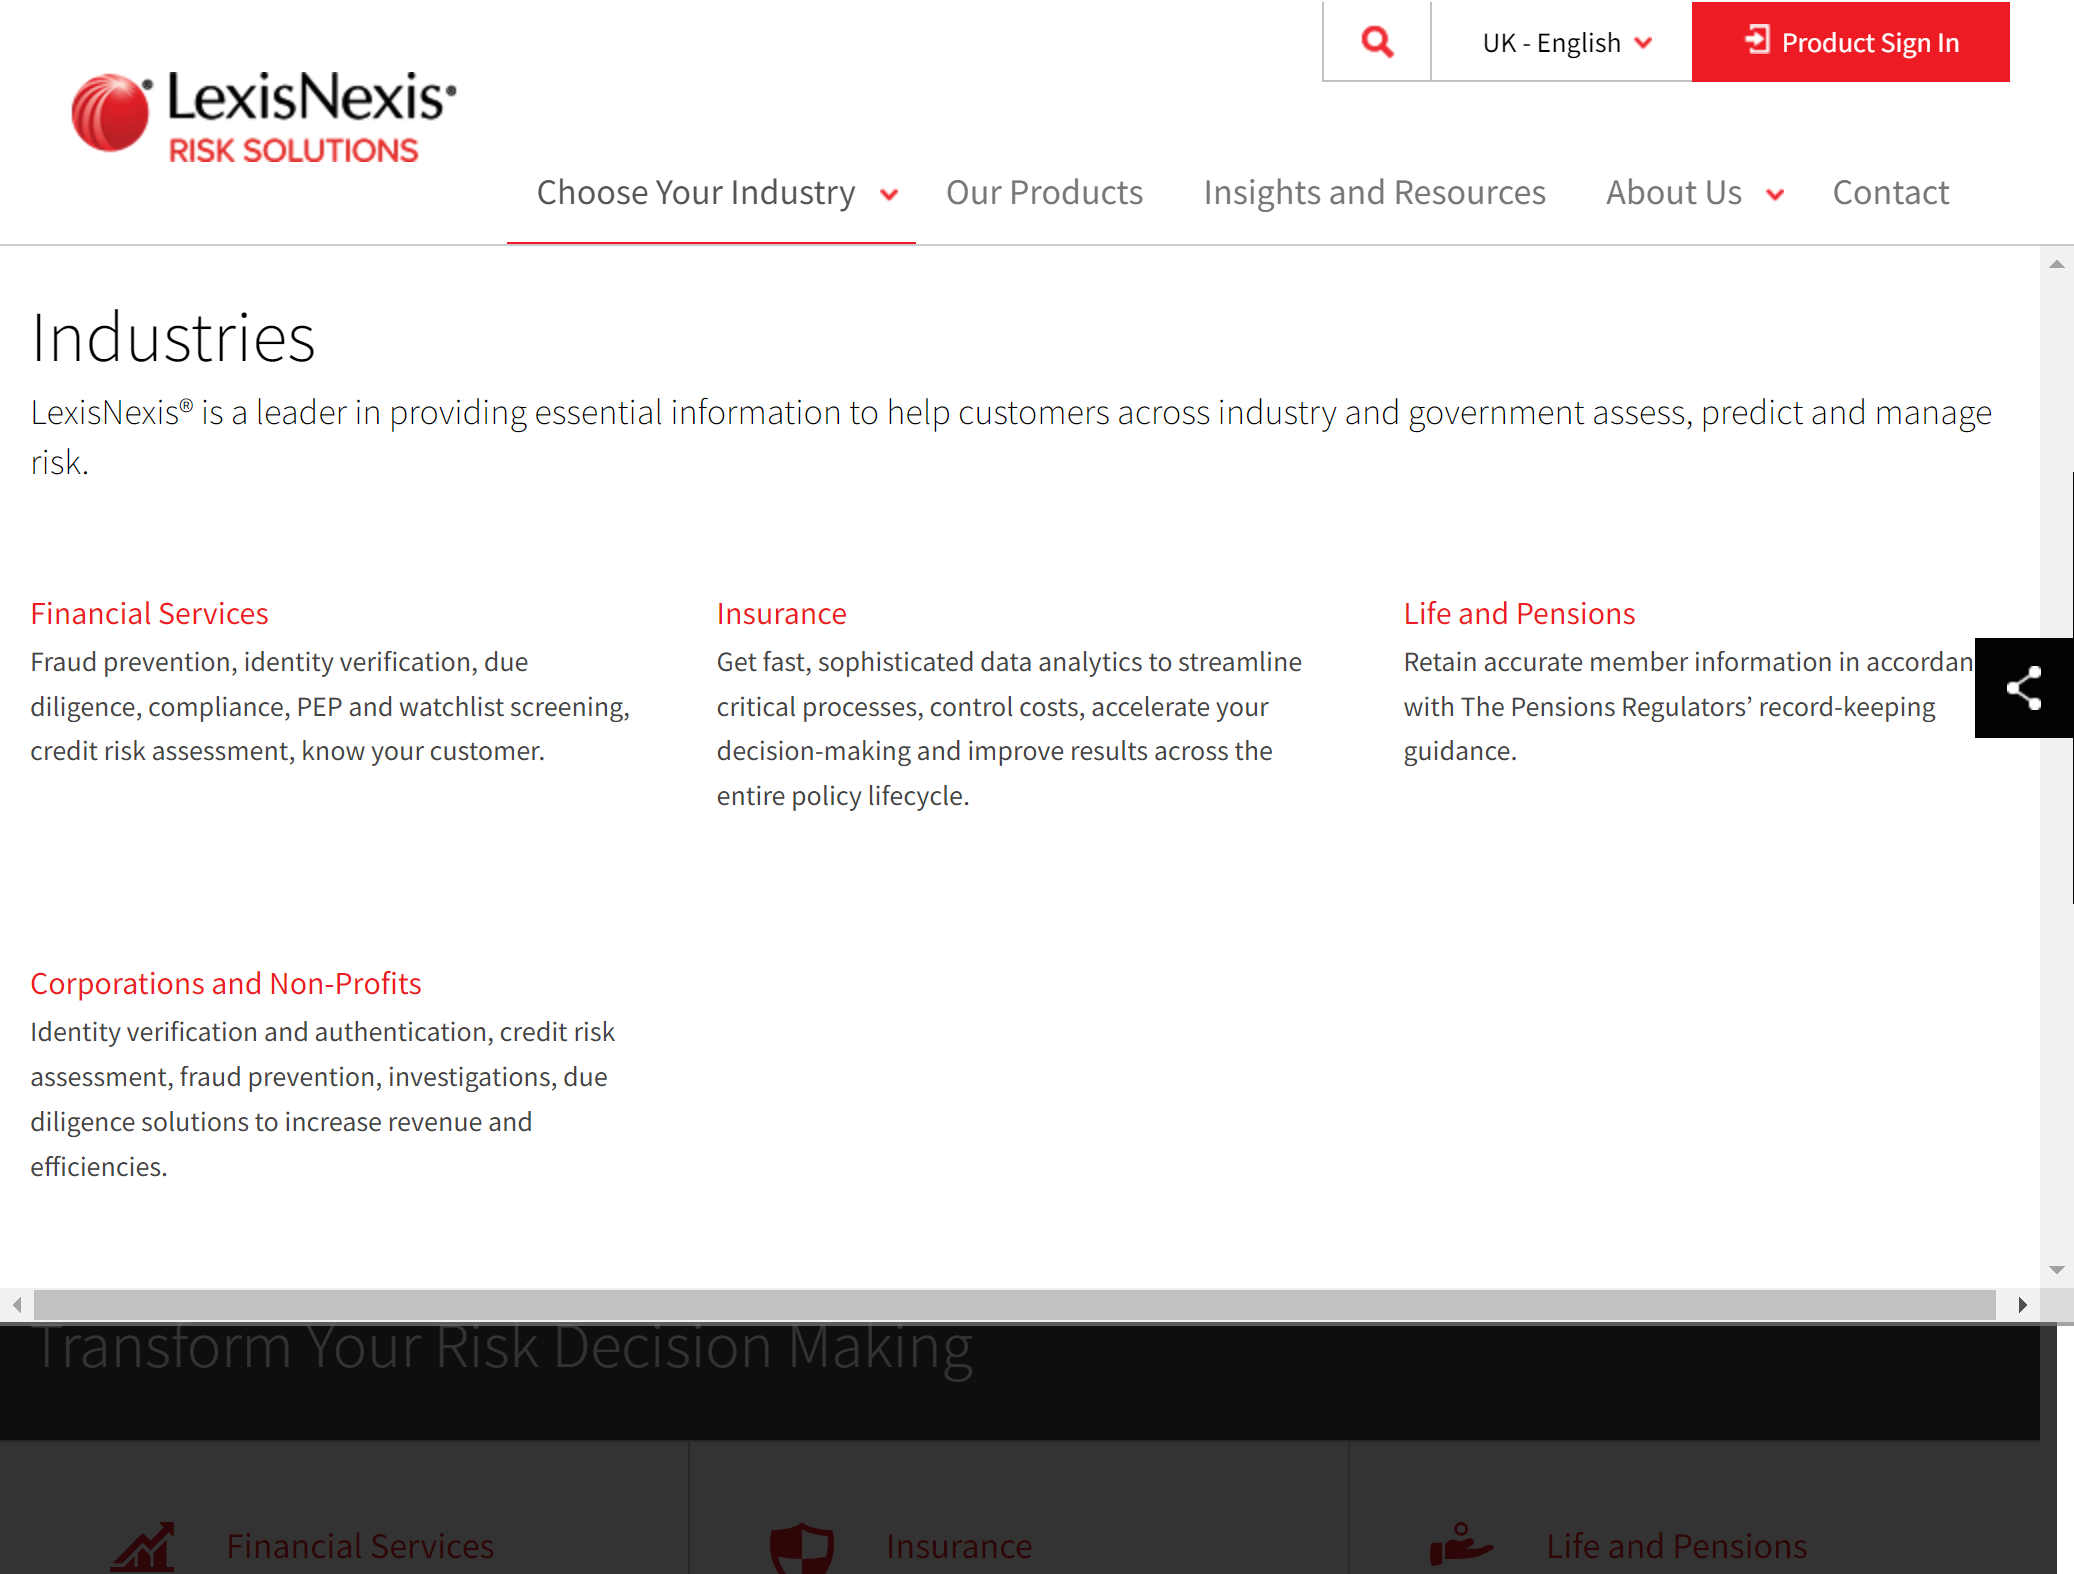 UK - English
Product Sign In
LexisNexis
RISK SOLUTIONS
Choose Your Industry
Our Products
Insights and Resources
About Us
Contact
Industries
LexisNexis® is a leader in providing essential information to help customers across industry and government assess, predict and manage
risk.
Financial Services
Fraud prevention, identity verification, due
diligence, compliance, PEP and watchlist screening,
credit risk assessment, know your customer.
Insurance
Get fast, sophisticated data analytics to streamline
critical processes, control costs, accelerate your
decision-making and improve results across the
entire policy lifecycle.
Life and Pensions
Retain accurate member information in accordan
with The Pensions Regulators’ record-keeping
guidance.
Corporations and Non-Profits
Identity verification and authentication, credit risk
assessment, fraud prevention, investigations, due
diligence solutions to increase revenue and
efficiencies.
Transform Your Risk Decision Making
Financial Services
Insurance
Life and Pensions